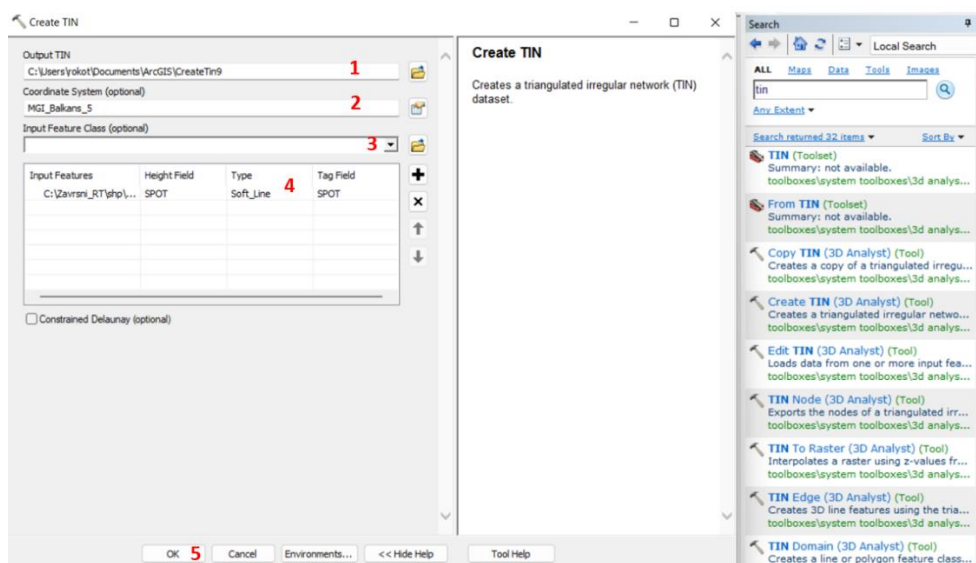 Create TIN
Output TIN
C:\Users\rokot\Documents\ArcGIS\CreateTin9
1
Coordinate System (optional)
MGI_Balkans_5
2
Input Feature Class (optional)
3
Input Features Height Field Type Tag Field
C:\Zavrsni_RT\shp\... SPOT Soft_Line SPOT
4
Constrained Delaunay (optional)
OK 5 Cancel Environments... << Hide Help Tool Help
Create TIN
Creates a triangulated irregular network (TIN)
dataset.
Search
Local Search
ALL Maps Data Tools Images
tin
Any Extent
Search returned 32 items Sort By
TIN (Toolset)
Summary: not available.
toolboxes\system toolboxes\3d analys...
From TIN (Toolset)
Summary: not available.
toolboxes\system toolboxes\3d analys...
Copy TIN (3D Analyst) (Tool)
Creates a copy of a triangulated irregu...
toolboxes\system toolboxes\3d analys...
Create TIN (3D Analyst) (Tool)
Creates a triangulated irregular netwo...
toolboxes\system toolboxes\3d analys...
Edit TIN (3D Analyst) (Tool)
Loads data from one or more input fea...
toolboxes\system toolboxes\3d analys...
TIN Node (3D Analyst) (Tool)
Exports the nodes of a triangulated irr...
toolboxes\system toolboxes\3d analys...
TIN To Raster (3D Analyst) (Tool)
Interpolates a raster using z-values fr...
toolboxes\system toolboxes\3d analys...
TIN Edge (3D Analyst) (Tool)
Creates 3D line features using the tria...
toolboxes\system toolboxes\3d analys...
TIN Domain (3D Analyst) (Tool)
Creates a line or polygon feature class...